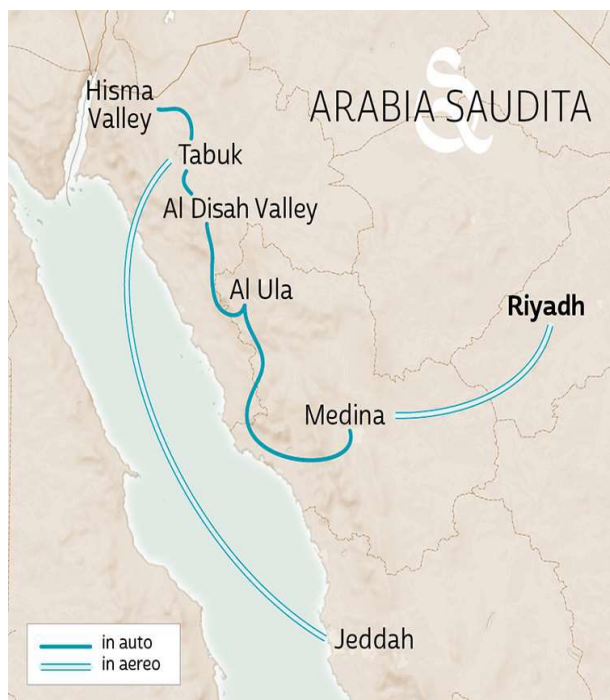 ARABIA SAUDITA
Hisma
Valley
Tabuk
Al Disah Valley
Al Ula
Riyadh
Medina
Jeddah
in auto
in aereo